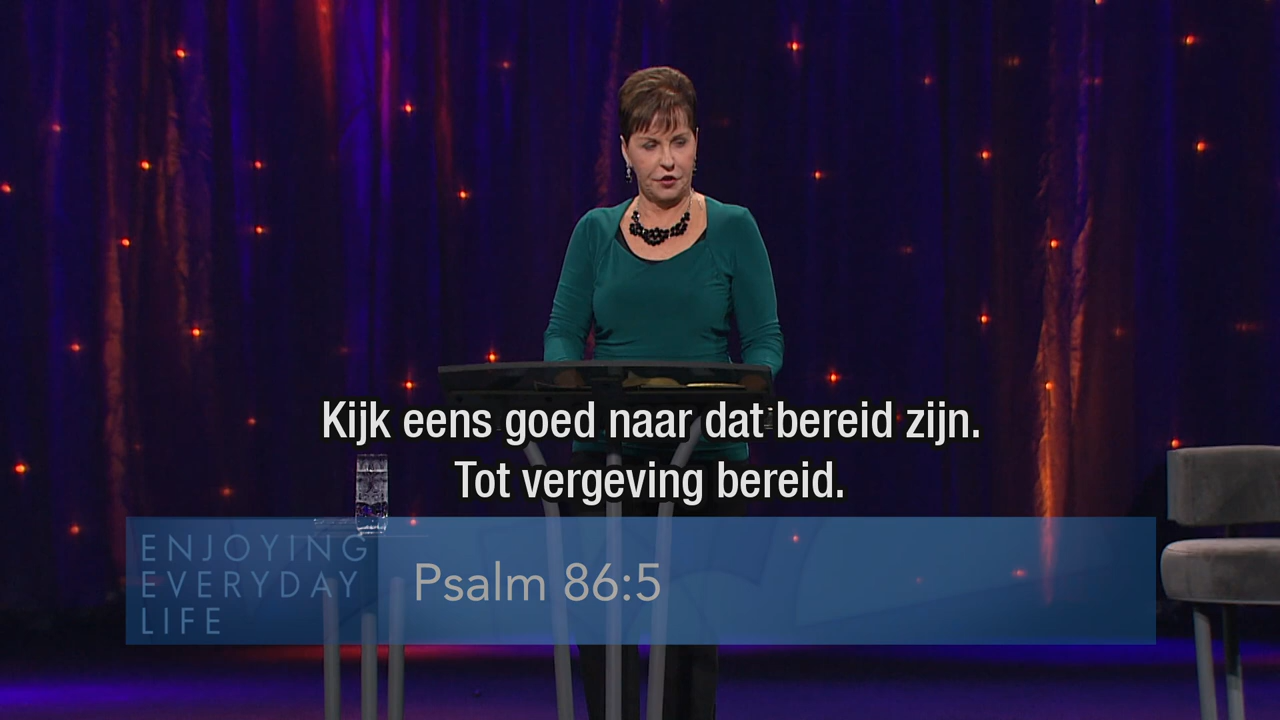 Kijk eens goed naar dat bereid zijn.
Tot vergeving bereid.
ENJOYING
EVERYDAY
LIFE
Psalm 86:5